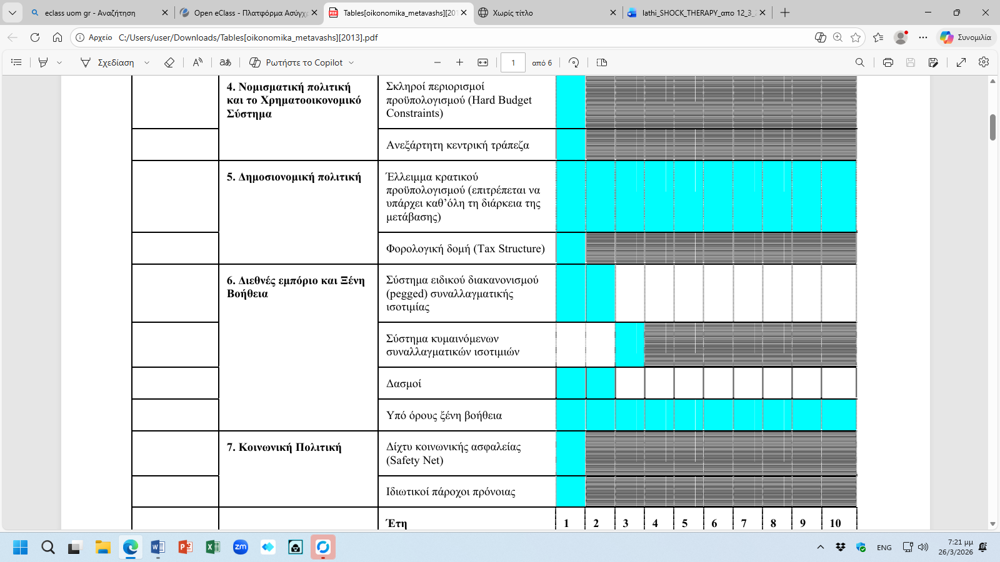 eclass uom gr - Αναζήτηση
Open eClass - Πλατφόρμα Ασύγχρ
Tables[oikonomika_metavashs][201
Χωρίς τίτλο
lathi_SHOCK_THERAPY_απο 12_3_2
Αρχείο C:/Users/user/Downloads/Tables[oikonomika_metavashs][2013].pdf
Συνομιλία
Σχεδίαση
aあ
Ρωτήστε το Copilot
1 από 6
4. Νομισματική πολιτική
και το Χρηματοοικονομικό
Σύστημα
Σκληροί περιορισμοί
προϋπολογισμού (Hard Budget
Constraints)
Ανεξάρτητη κεντρική τράπεζα
5. Δημοσιονομική πολιτική
Έλλειμμα κρατικού
προϋπολογισμού (επιτρέπεται να
υπάρχει καθ’όλη τη διάρκεια της
μετάβασης)
Φορολογική δομή (Tax Structure)
6. Διεθνές εμπόριο και Ξένη
Βοήθεια
Σύστημα ειδικού διακανονισμού
(pegged) συναλλαγματικής
ισοτιμίας
Σύστημα κυμαινόμενων
συναλλαγματικών ισοτιμιών
Δασμοί
Υπό όρους ξένη βοήθεια
7. Κοινωνική Πολιτική
Δίχτυ κοινωνικής ασφαλείας
(Safety Net)
Ιδιωτικοί πάροχοι πρόνοιας
Έτη 1 2 3 4 5 6 7 8 9 10
ENG
7:21 μμ
26/3/2026